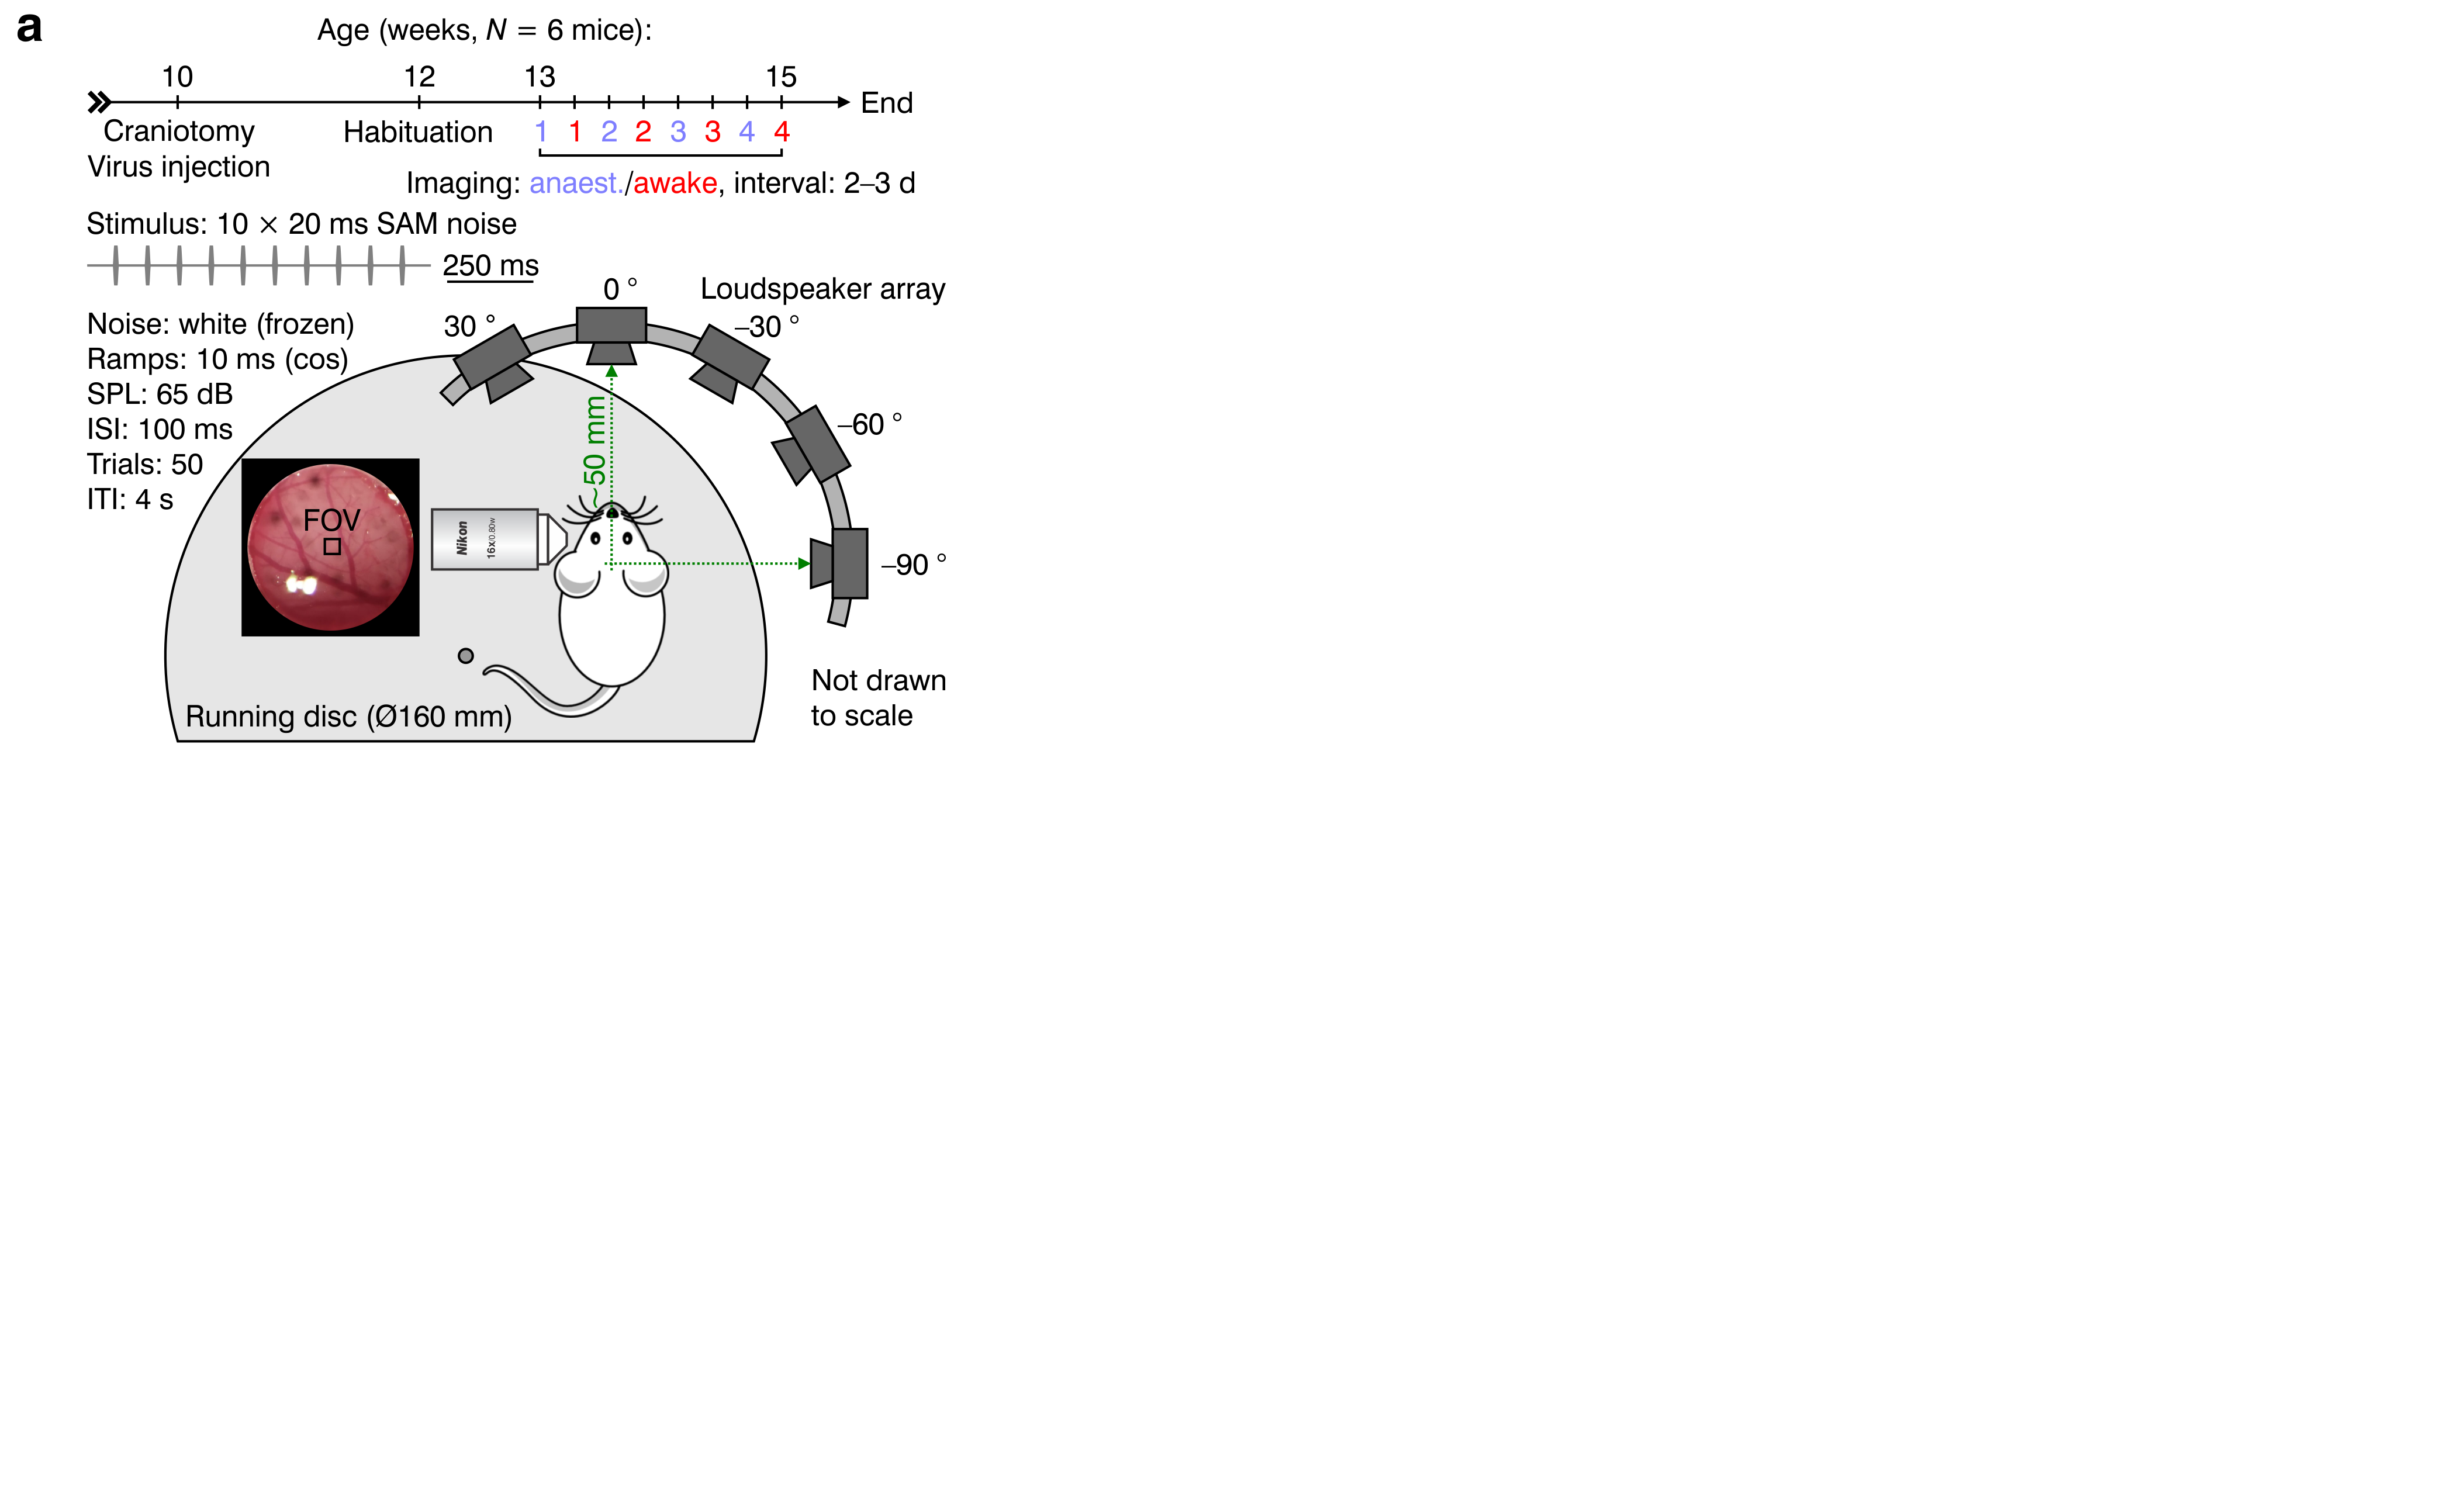 a
Age (weeks, N = 6 mice):
10 12 13 15
End
Craniotomy
Virus injection
Habituation
1 1 2 2 3 3 4 4
Imaging: anaest./awake, interval: 2–3 d
Stimulus: 10 × 20 ms SAM noise
250 ms
Noise: white (frozen)
Ramps: 10 ms (cos)
SPL: 65 dB
ISI: 100 ms
Trials: 50
ITI: 4 s
Loudspeaker array
30 °
0 °
–30 °
–60 °
–90 °
~50 mm
FOV
Nikon
16x/0.80w
Running disc (Ø160 mm)
Not drawn
to scale